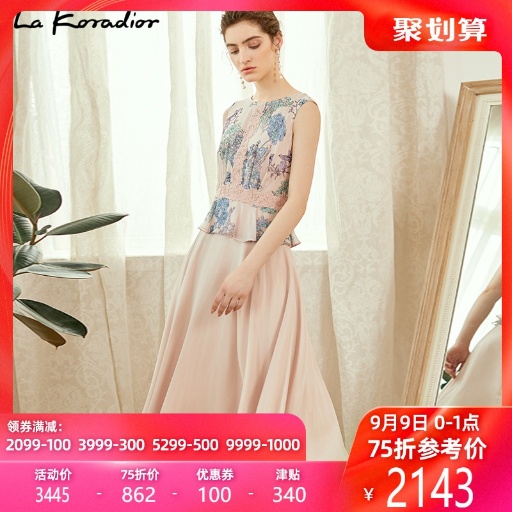 La Koradior
聚划算
领券满减:
2099-100 3999-300 5299-500 9999-1000
活动价 75折价 优惠券 津贴
3445 - 862 - 100 - 340
9月9日 0-1点
75折参考价
¥ 2143